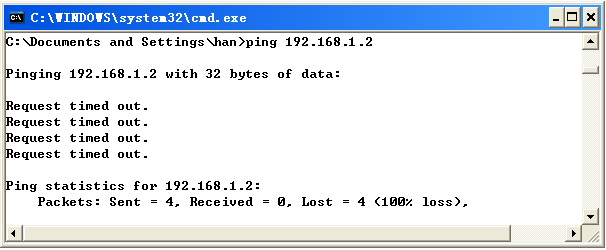 C:\WINDOWS\system32\cmd.exe
C:\Documents and Settings\han>ping 192.168.1.2
Pinging 192.168.1.2 with 32 bytes of data:
Request timed out.
Request timed out.
Request timed out.
Request timed out.
Ping statistics for 192.168.1.2:
    Packets: Sent = 4, Received = 0, Lost = 4 (100% loss),